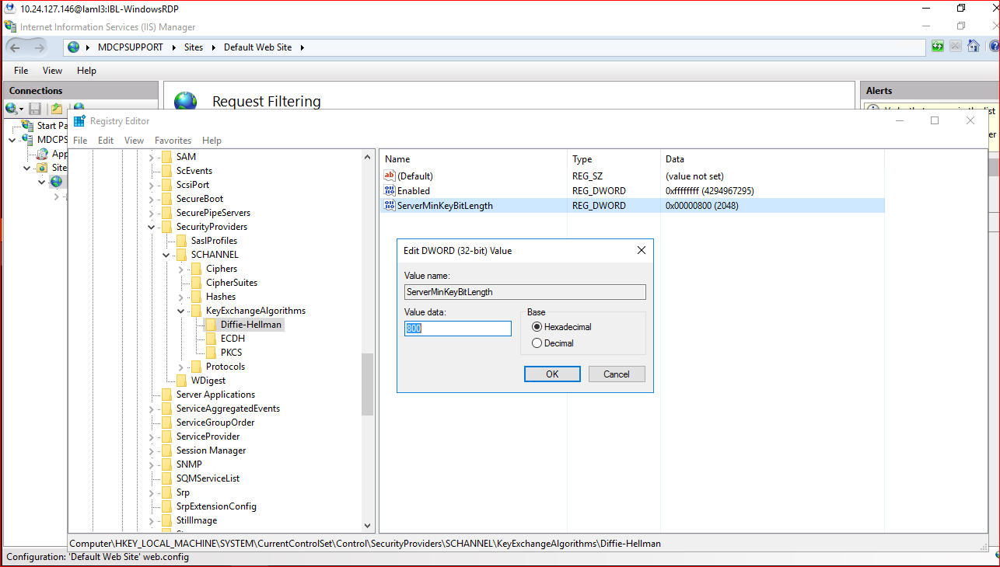 10.24.127.146@IamI3:IBL-WindowsRDP
Internet Information Services (IIS) Manager
MDCPSUPPORT Sites Default Web Site
File View Help
Connections
Request Filtering
Alerts
Start Pa
MDCPS
App
Site
Registry Editor
File Edit View Favorites Help
SAM
ScEvents
ScsiPort
SecureBoot
SecurePipeServers
SecurityProviders
SaslProfiles
SCHANNEL
Ciphers
CipherSuites
Hashes
KeyExchangeAlgorithms
Diffie-Hellman
ECDH
PKCS
Protocols
WDigest
Server Applications
ServiceAggregatedEvents
ServiceGroupOrder
ServiceProvider
Session Manager
SNMP
SQMServiceList
Srp
SrpExtensionConfig
StillImage
Name Type Data
(Default) REG_SZ (value not set)
Enabled REG_DWORD 0xffffffff (4294967295)
ServerMinKeyBitLength REG_DWORD 0x00000800 (2048)
Edit DWORD (32-bit) Value
Value name:
ServerMinKeyBitLength
Value data:
800
Base
Hexadecimal
Decimal
OK Cancel
Computer\HKEY_LOCAL_MACHINE\SYSTEM\CurrentControlSet\Control\SecurityProviders\SCHANNEL\KeyExchangeAlgorithms\Diffie-Hellman
Configuration: 'Default Web Site' web.config